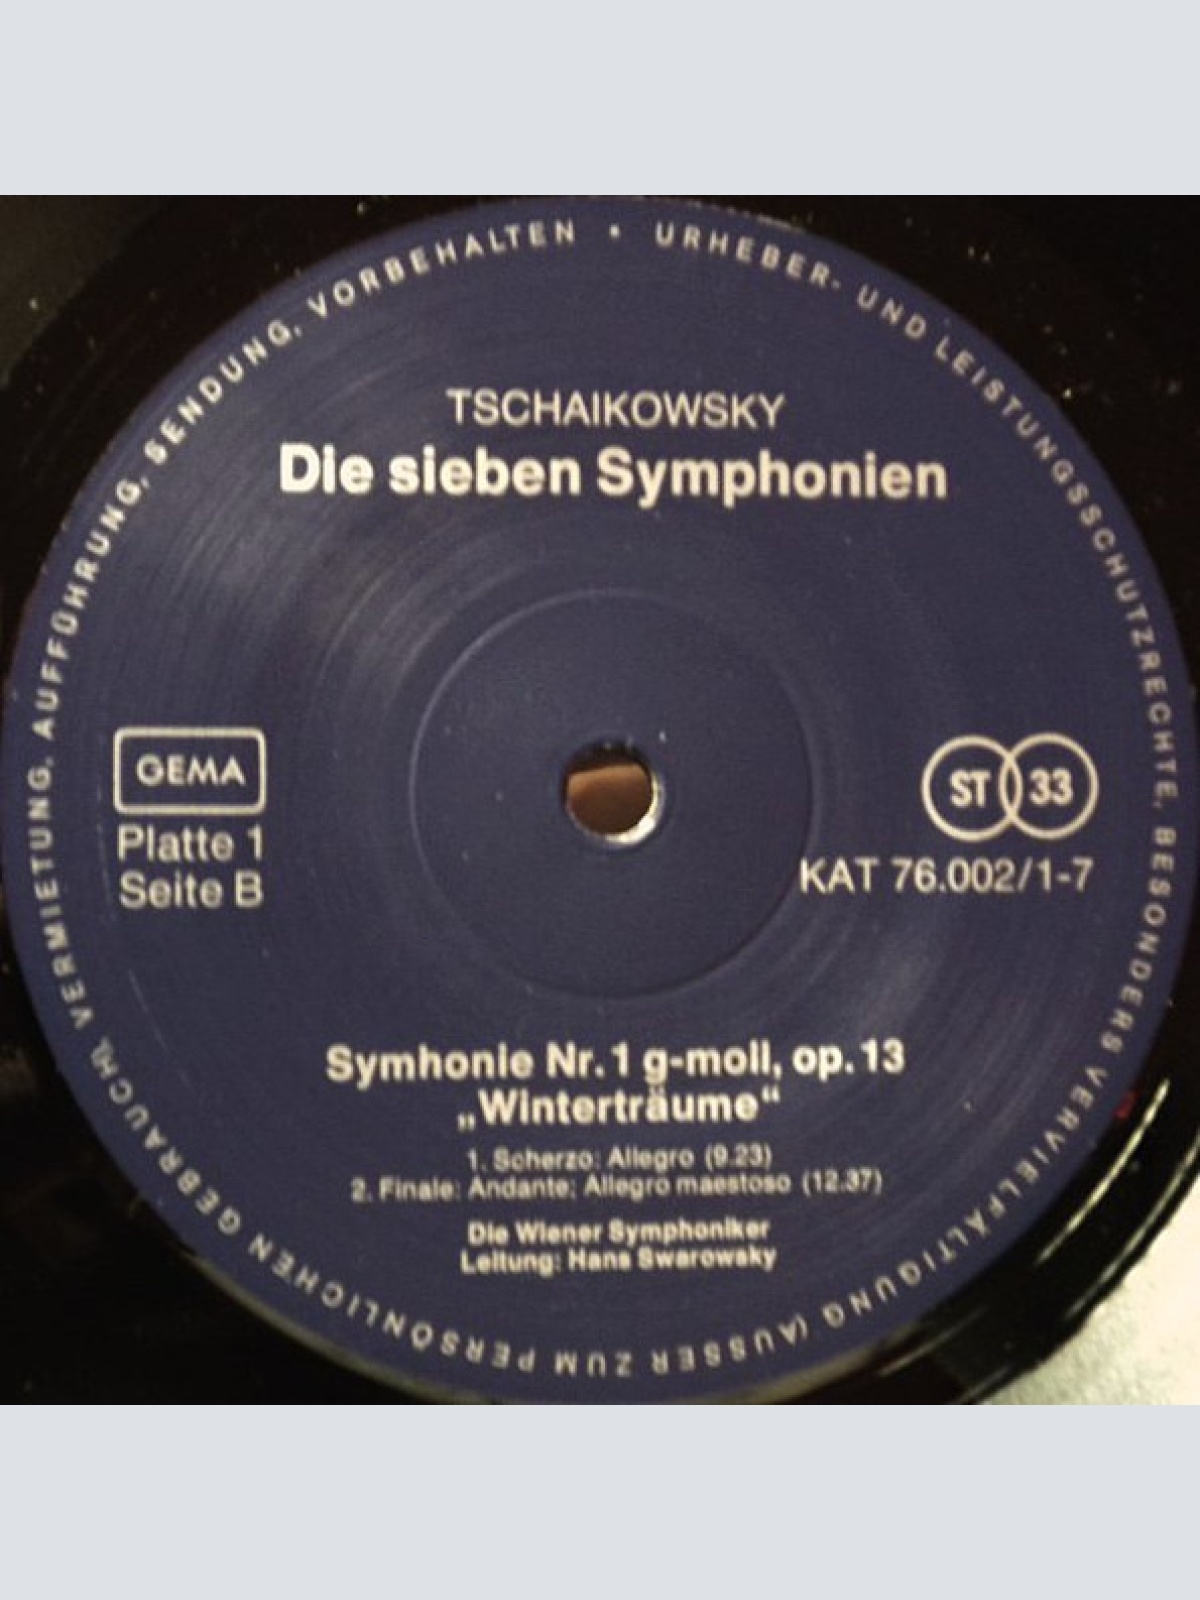 URHEBER- UND LEISTUNGSSCHUTZRECHTE, BESONDERS VERVIELFÄLTIGUNG (AUSSER ZUM PERSÖNLICHEN GEBRAUCH), VERMIETUNG, AUFFÜHRUNG, SENDUNG, VORBEHALTEN •
TSCHAIKOWSKY
Die sieben Symphonien
GEMA
Platte 1
Seite B
ST 33
KAT 76.002/1-7
Symhonie Nr. 1 g-moll, op. 13
„Winterträume“
1. Scherzo: Allegro (9.23)
2. Finale: Andante; Allegro maestoso (12.37)
Die Wiener Symphoniker
Leitung: Hans Swarowsky